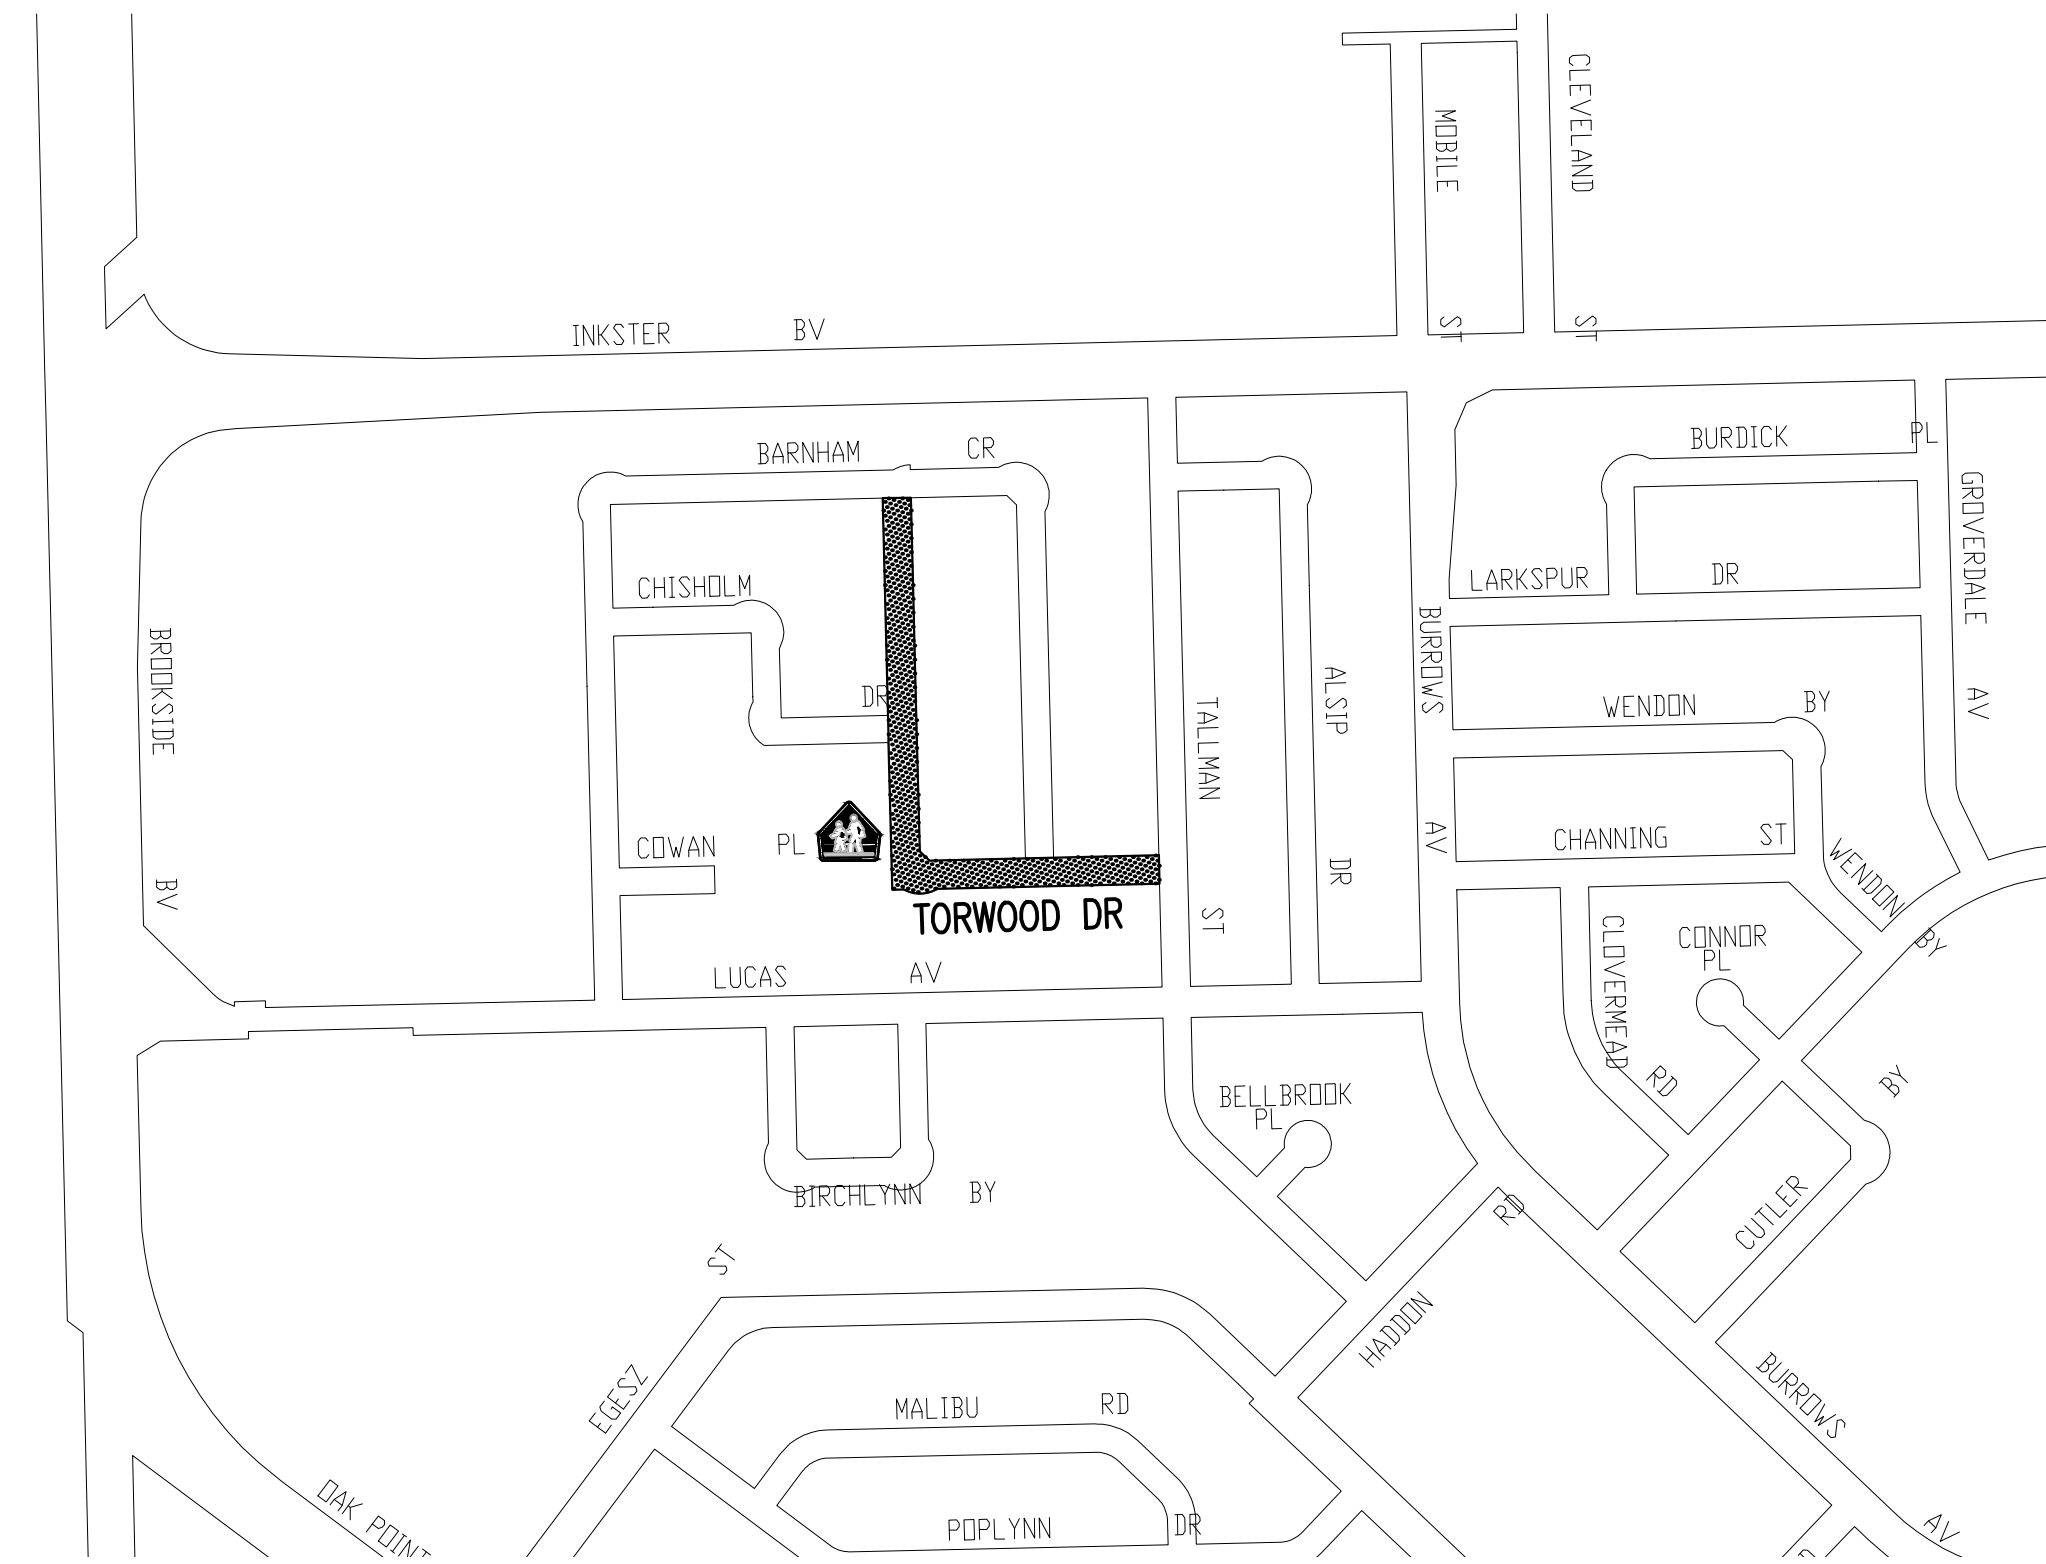 CLEVELAND
MOBILE
ST
ST
INKSTER BV
BARNHAM CR
BURDICK PL
GROVERDALE AV
CHISHOLM
DR
LARKSPUR DR
BROOKSIDE BV
BURROWS AV
ALSIP DR
TALLMAN ST
WENDON BY
COWAN PL
CHANNING ST
WENDON BY
TORWOOD DR
CLOVERMEAD RD
CONNOR
PL
LUCAS AV
BELLBROOK
PL
BY
BIRCHLYNN BY
CUTLER
RD
HADDON
EGESZ ST
BURROWS AV
MALIBU RD
OAK POINT
POPLYNN DR